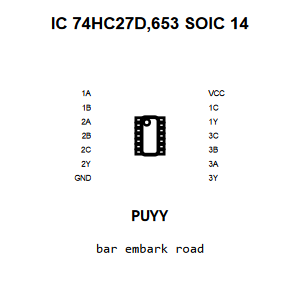 IC 74HC27D,653 SOIC 14
1A VCC
1B 1C
2A 1Y
2B 3C
2C 3B
2Y 3A
GND 3Y
PUYY
bar embark road